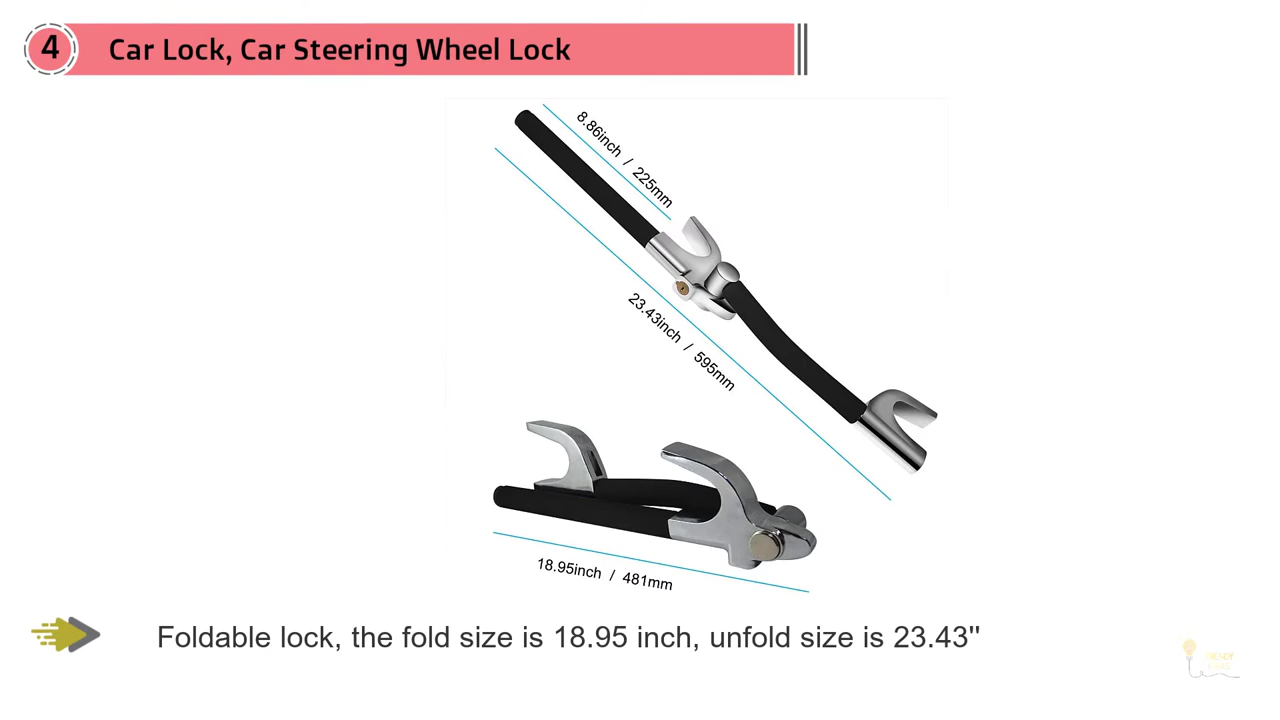 4
Car Lock, Car Steering Wheel Lock
8.86inch / 225mm
23.43inch / 595mm
18.95inch / 481mm
Foldable lock, the fold size is 18.95 inch, unfold size is 23.43"